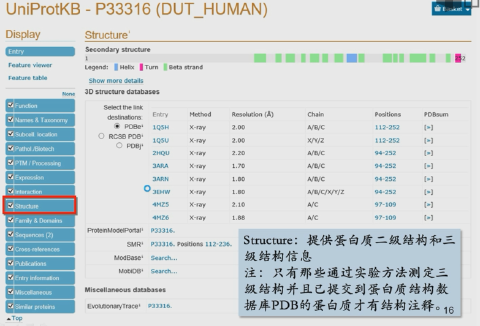 UniProtKB - P33316 (DUT_HUMAN)
Display
Entry
Feature viewer
Feature table
None
Function
Names & Taxonomy
Subcell. location
Pathol./Biotech
PTM / Processing
Expression
Interaction
Structure
Family & Domains
Sequences (2)
Cross-references
Publications
Entry information
Miscellaneous
Similar proteins
Top
Structure
Secondary structure
1
252
Legend: Helix Turn Beta strand
Show more details
3D structure databases
Select the link destinations:
PDBe
RCSB PDB
PDBj
Entry Method Resolution (Å) Chain Positions PDBsum
1Q5H X-ray 2.00 A/B/C 112-252 [»]
1Q5U X-ray 2.00 X/Y/Z 112-252 [»]
2HQU X-ray 2.20 A/B/C 94-252 [»]
3ARA X-ray 1.70 A/B/C 94-252 [»]
3ARN X-ray 1.80 A/B/C 94-252 [»]
3EHW X-ray 1.80 A/B/C/X/Y/Z 94-252 [»]
4MZ5 X-ray 2.10 A/C 97-109 [»]
4MZ6 X-ray 1.88 A/C 97-109 [»]
ProteinModelPortal P33316.
SMR P33316. Positions 112-236.
ModBase Search...
MobiDB Search...
Miscellaneous databases
EvolutionaryTrace P33316.
Structure: 提供蛋白质二级结构和三
级结构信息
注: 只有那些通过实验方法测定三
级结构并且已提交到蛋白质结构数
据库PDB的蛋白质才有结构注释。
16